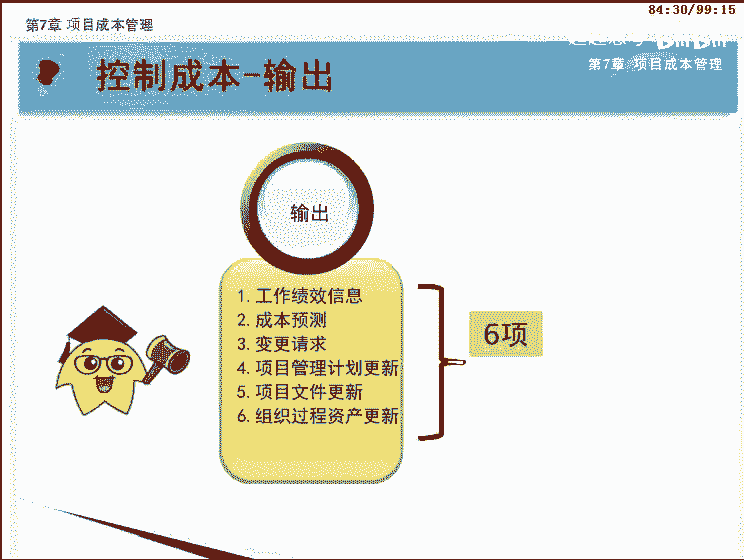 84:30/99:15
第7章 项目成本管理
控制成本-输出
第7章 项目成本管理
输出
1. 工作绩效信息
2. 成本预测
3. 变更请求
4. 项目管理计划更新
5. 项目文件更新
6. 组织过程资产更新
6项